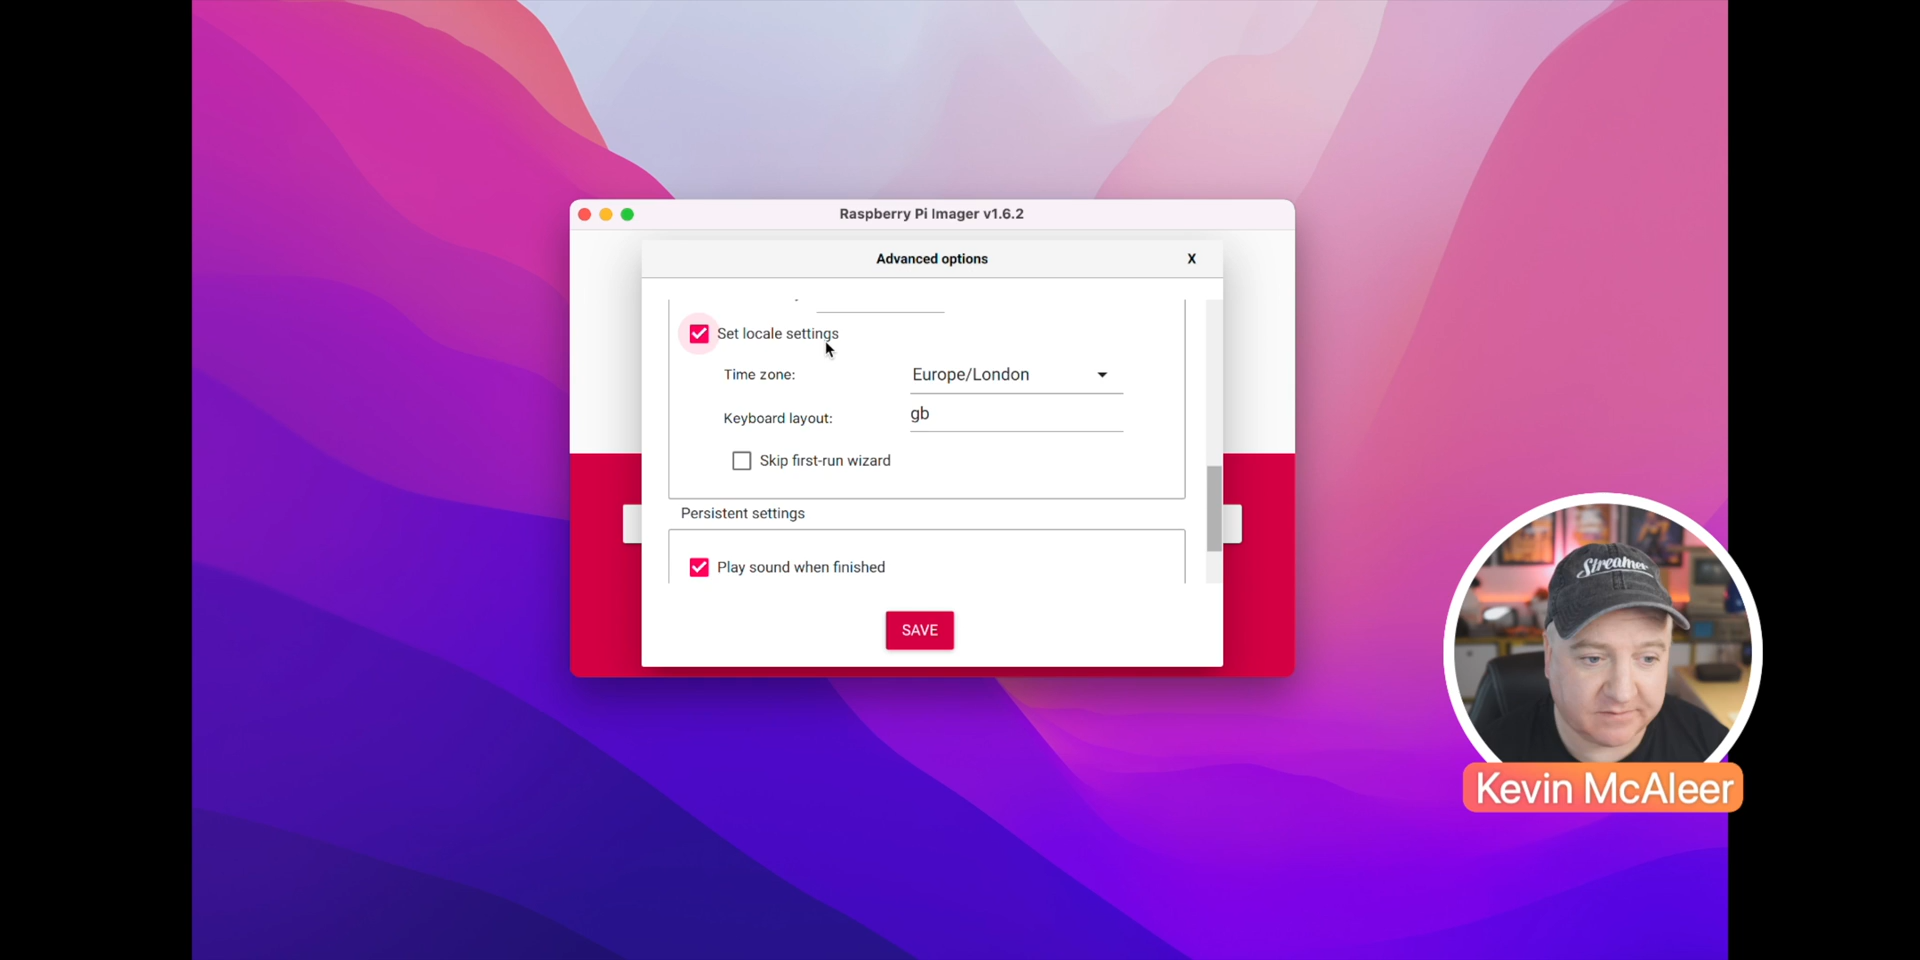 Raspberry Pi Imager v1.6.2
Advanced options X
Set locale settings
Time zone: Europe/London
Keyboard layout: gb
Skip first-run wizard
Persistent settings
Play sound when finished
SAVE
Streamer
Kevin McAleer